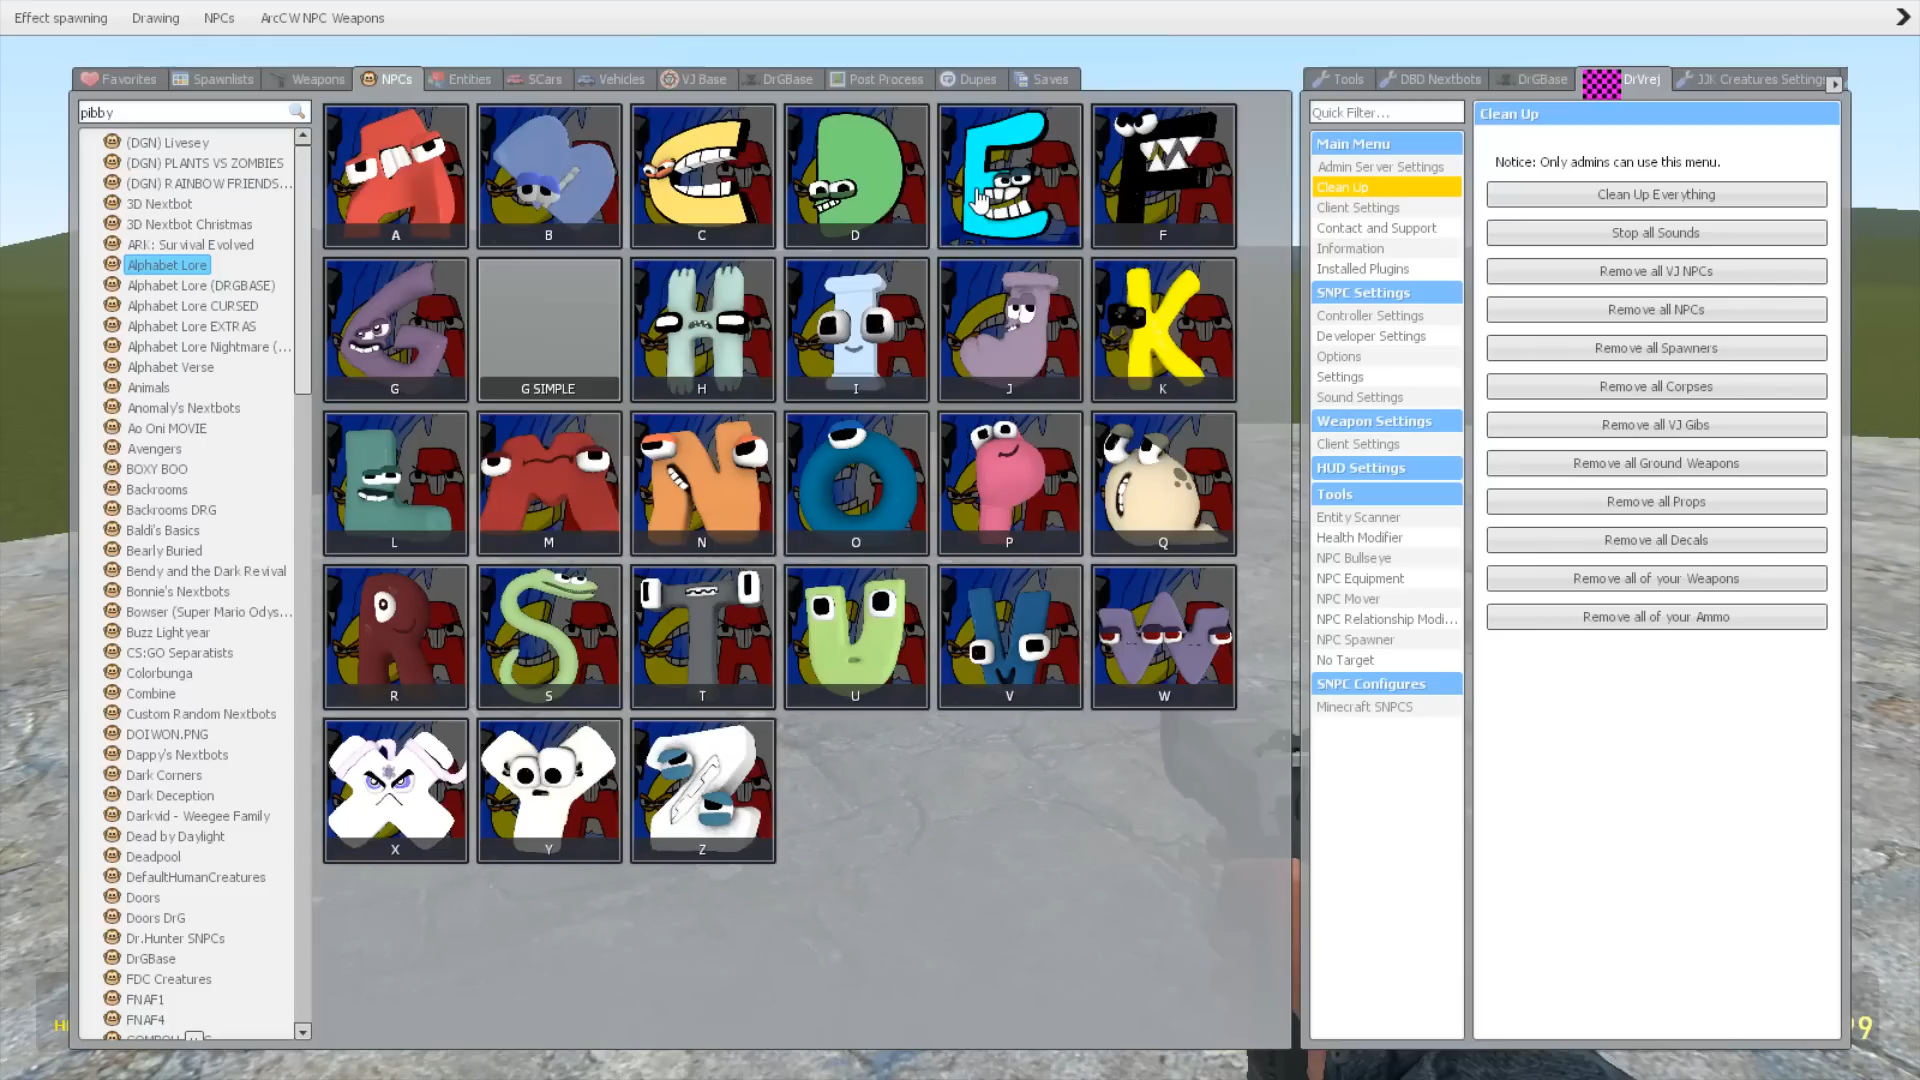 Effect spawning Drawing NPCs ArcCW NPC Weapons
Favorites Spawnlists Weapons NPCs Entities SCars Vehicles VJ Base DrGBase Post Process Dupes Saves
pibby
(DGN) Livesey
(DGN) PLANTS VS ZOMBIES
(DGN) RAINBOW FRIENDS...
3D Nextbot
3D Nextbot Christmas
ARK: Survival Evolved
Alphabet Lore
Alphabet Lore (DRGBASE)
Alphabet Lore CURSED
Alphabet Lore EXTRAS
Alphabet Lore Nightmare (...
Alphabet Verse
Animals
Anomaly's Nextbots
Ao Oni MOVIE
Avengers
BOXY BOO
Backrooms
Backrooms DRG
Baldi's Basics
Bearly Buried
Bendy and the Dark Revival
Bonnie's Nextbots
Bowser (Super Mario Odys...
Buzz Lightyear
CS:GO Separatists
Colorbunga
Combine
Custom Random Nextbots
DOIWON.PNG
Dappy's Nextbots
Dark Corners
Dark Deception
Darkvid - Weegee Family
Dead by Daylight
Deadpool
DefaultHumanCreatures
Doors
Doors DrG
Dr.Hunter SNPCs
DrGBase
FDC Creatures
FNAF1
FNAF4
A B C D E F
G G SIMPLE H I J K
L M N O P Q
R S T U V W
X Y Z
Tools DBD Nextbots DrGBase DrVrej JJK Creatures Settings
Quick Filter...
Main Menu
Admin Server Settings
Clean Up
Client Settings
Contact and Support
Information
Installed Plugins
SNPC Settings
Controller Settings
Developer Settings
Options
Settings
Sound Settings
Weapon Settings
Client Settings
HUD Settings
Tools
Entity Scanner
Health Modifier
NPC Bullseye
NPC Equipment
NPC Mover
NPC Relationship Modi...
NPC Spawner
No Target
SNPC Configures
Minecraft SNPCS
Clean Up
Notice: Only admins can use this menu.
Clean Up Everything
Stop all Sounds
Remove all VJ NPCs
Remove all NPCs
Remove all Spawners
Remove all Corpses
Remove all VJ Gibs
Remove all Ground Weapons
Remove all Props
Remove all Decals
Remove all of your Weapons
Remove all of your Ammo